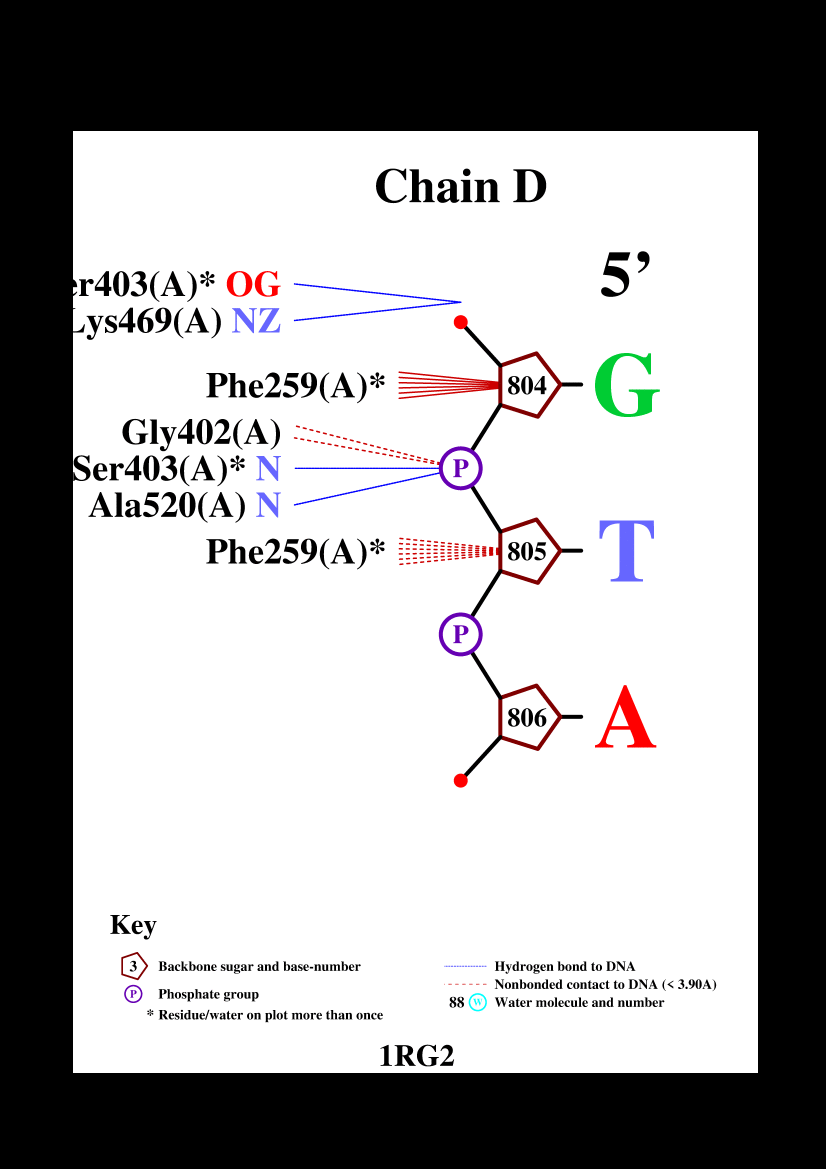 Chain D
5’
er403(A)* OG
Lys469(A) NZ
Phe259(A)* 804 G
Gly402(A)
Ser403(A)* N P
Ala520(A) N
Phe259(A)* 805 T
P
806 A
Key
3 Backbone sugar and base-number
P Phosphate group
* Residue/water on plot more than once
Hydrogen bond to DNA
Nonbonded contact to DNA (< 3.90A)
88 W Water molecule and number
1RG2